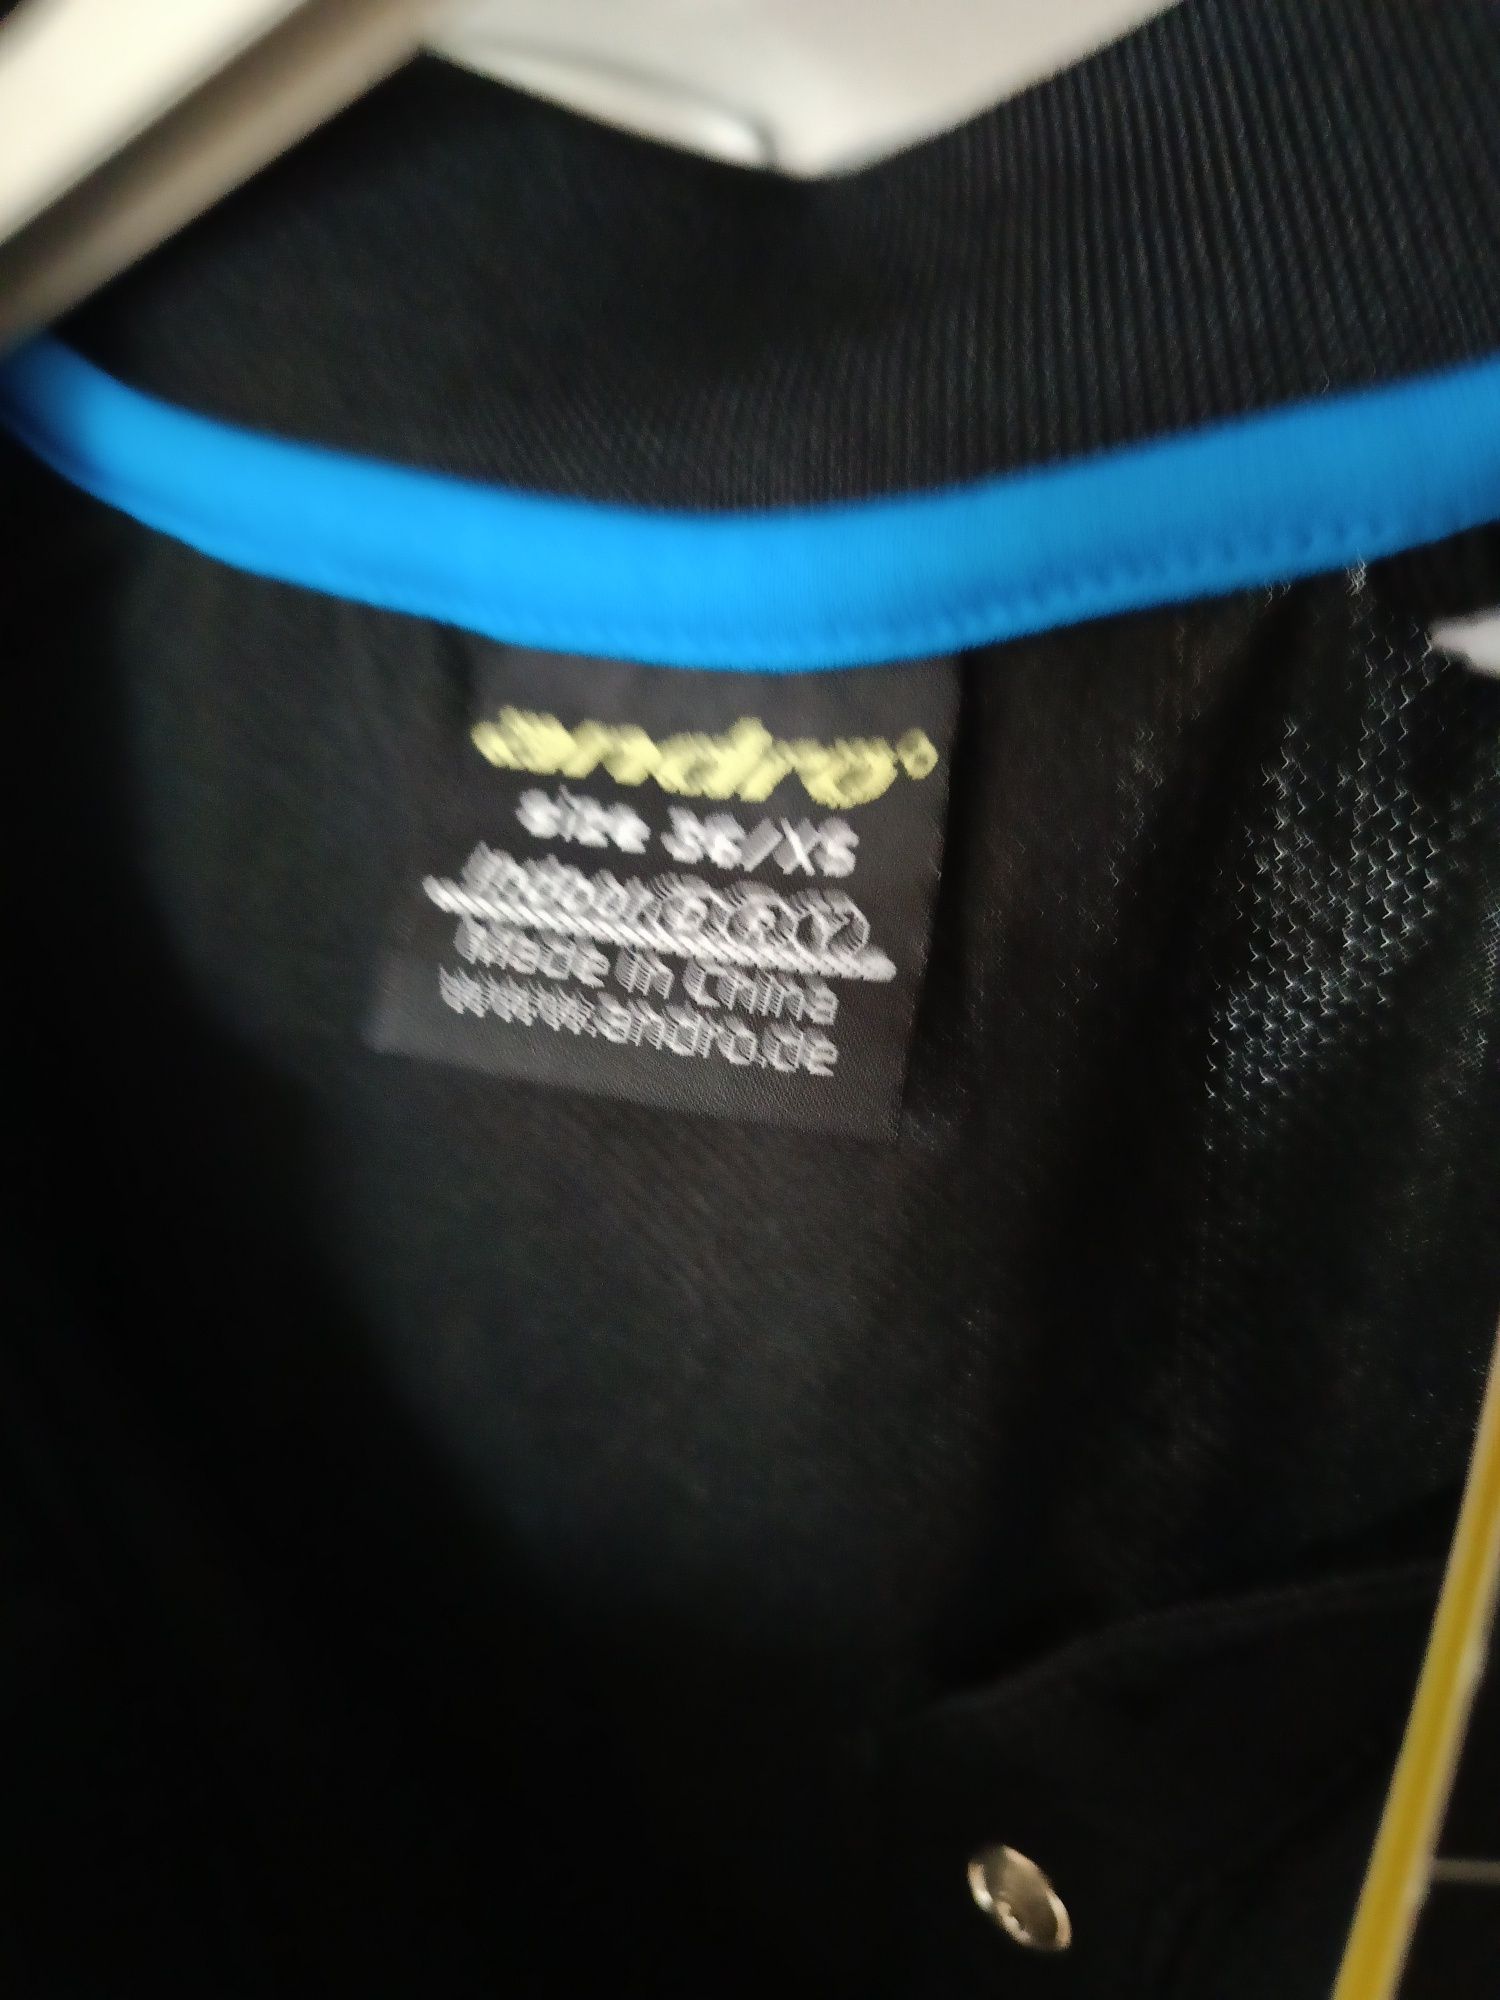 andro®
size 36/XS
Made in China
www.andro.de